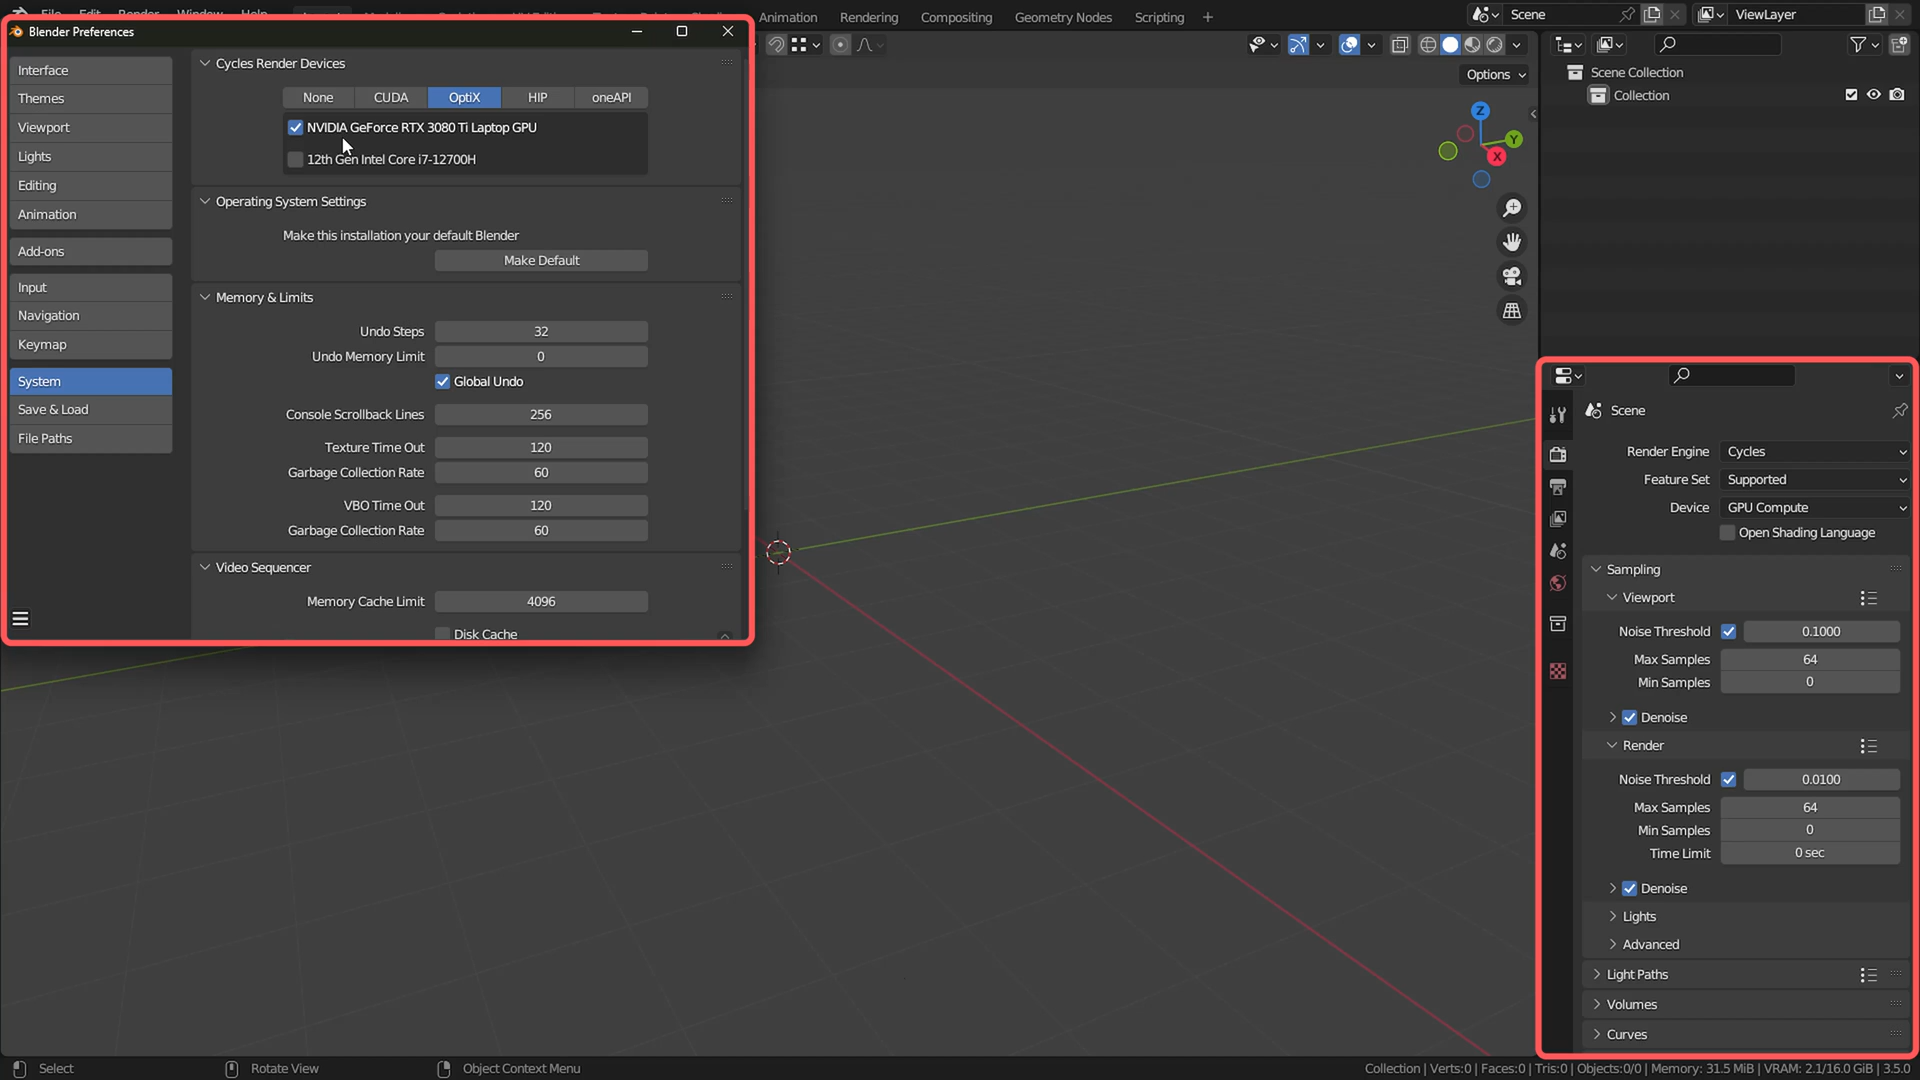 Blender Preferences
Interface
Themes
Viewport
Lights
Editing
Animation
Add-ons
Input
Navigation
Keymap
System
Save & Load
File Paths
Cycles Render Devices
None CUDA OptiX HIP oneAPI
NVIDIA GeForce RTX 3080 Ti Laptop GPU
12th Gen Intel Core i7-12700H
Operating System Settings
Make this installation your default Blender
Make Default
Memory & Limits
Undo Steps 32
Undo Memory Limit 0
Global Undo
Console Scrollback Lines 256
Texture Time Out 120
Garbage Collection Rate 60
VBO Time Out 120
Garbage Collection Rate 60
Video Sequencer
Memory Cache Limit 4096
Disk Cache
Animation Rendering Compositing Geometry Nodes Scripting +
Scene
ViewLayer
Options
Z
Y
X
Scene Collection
Collection
Scene
Render Engine Cycles
Feature Set Supported
Device GPU Compute
Open Shading Language
Sampling
Viewport
Noise Threshold 0.1000
Max Samples 64
Min Samples 0
Denoise
Render
Noise Threshold 0.0100
Max Samples 64
Min Samples 0
Time Limit 0 sec
Denoise
Lights
Advanced
Light Paths
Volumes
Curves
Select Rotate View Object Context Menu
Collection | Verts:0 | Faces:0 | Tris:0 | Objects:0/0 | Memory: 31.5 MiB | VRAM: 2.1/16.0 GiB | 3.5.0